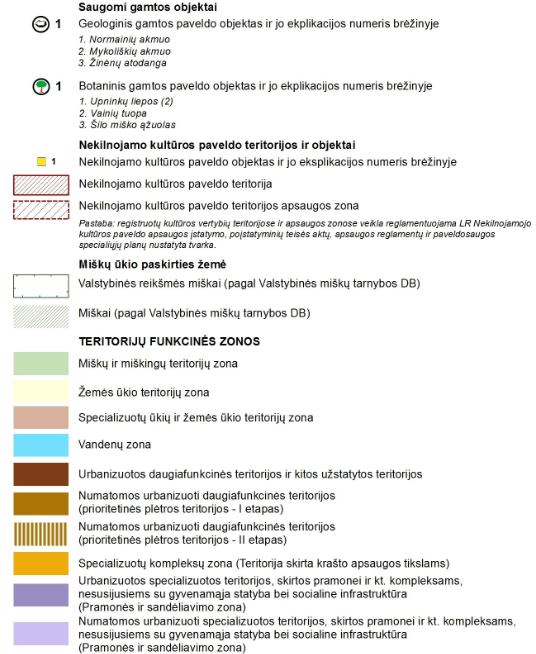 Saugomi gamtos objektai
1 Geologinis gamtos paveldo objektas ir jo ekplikacijos numeris brėžinyje
1. Normainių akmuo
2. Mykoliškių akmuo
3. Žinėnų atodanga
1 Botaninis gamtos paveldo objektas ir jo ekplikacijos numeris brėžinyje
1. Upninkų liepos (2)
2. Vainių tuopa
3. Šilo miško ąžuolas
Nekilnojamo kultūros paveldo teritorijos ir objektai
1 Nekilnojamo kultūros paveldo objektas ir jo eksplikacijos numeris brėžinyje
Nekilnojamo kultūros paveldo teritorija
Nekilnojamo kultūros paveldo teritorijos apsaugos zona
Pastaba: registruotų kultūros vertybių teritorijose ir apsaugos zonose veikla reglamentuojama LR Nekilnojamojo
kultūros paveldo apsaugos įstatymo, poįstatyminių teisės aktų, apsaugos reglamentų ir paveldosaugos
specialiųjų planų nustatyta tvarka.
Miškų ūkio paskirties žemė
Valstybinės reikšmės miškai (pagal Valstybinės miškų tarnybos DB)
Miškai (pagal Valstybinės miškų tarnybos DB)
TERITORIJŲ FUNKCINĖS ZONOS
Miškų ir miškingų teritorijų zona
Žemės ūkio teritorijų zona
Specializuotų ūkių ir žemės ūkio teritorijų zona
Vandenų zona
Urbanizuotos daugiafunkcinės teritorijos ir kitos užstatytos teritorijos
Numatomos urbanizuoti daugiafunkcinės teritorijos
(prioritetinės plėtros teritorijos - I etapas)
Numatomos urbanizuoti daugiafunkcinės teritorijos
(prioritetinės plėtros teritorijos - II etapas)
Specializuotų kompleksų zona (Teritorija skirta krašto apsaugos tikslams)
Urbanizuotos specializuotos teritorijos, skirtos pramonei ir kt. kompleksams,
nesusijusiems su gyvenamąja statyba bei socialine infrastruktūra
(Pramonės ir sandėliavimo zona)
Numatomos urbanizuoti specializuotos teritorijos, skirtos pramonei ir kt. kompleksams,
nesusijusiems su gyvenamąja statyba bei socialine infrastruktūra
(Pramonės ir sandėliavimo zona)